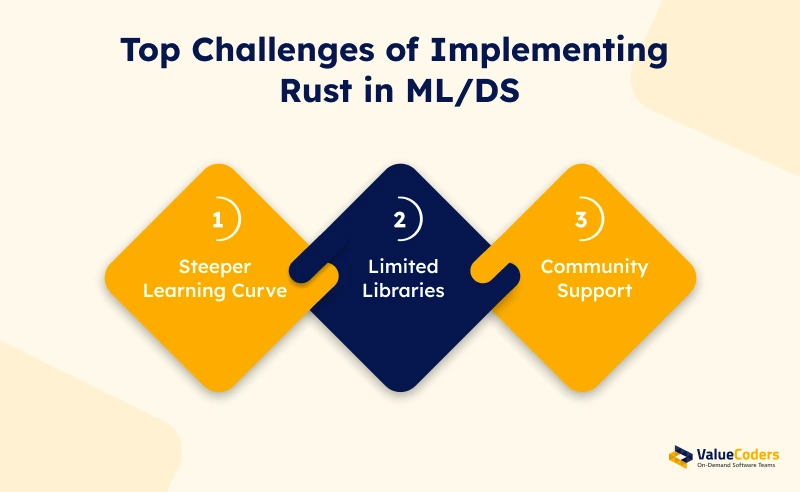 Top Challenges of Implementing
Rust in ML/DS
1
Steeper
Learning Curve
2
Limited
Libraries
3
Community
Support
ValueCoders
On-Demand Software Teams